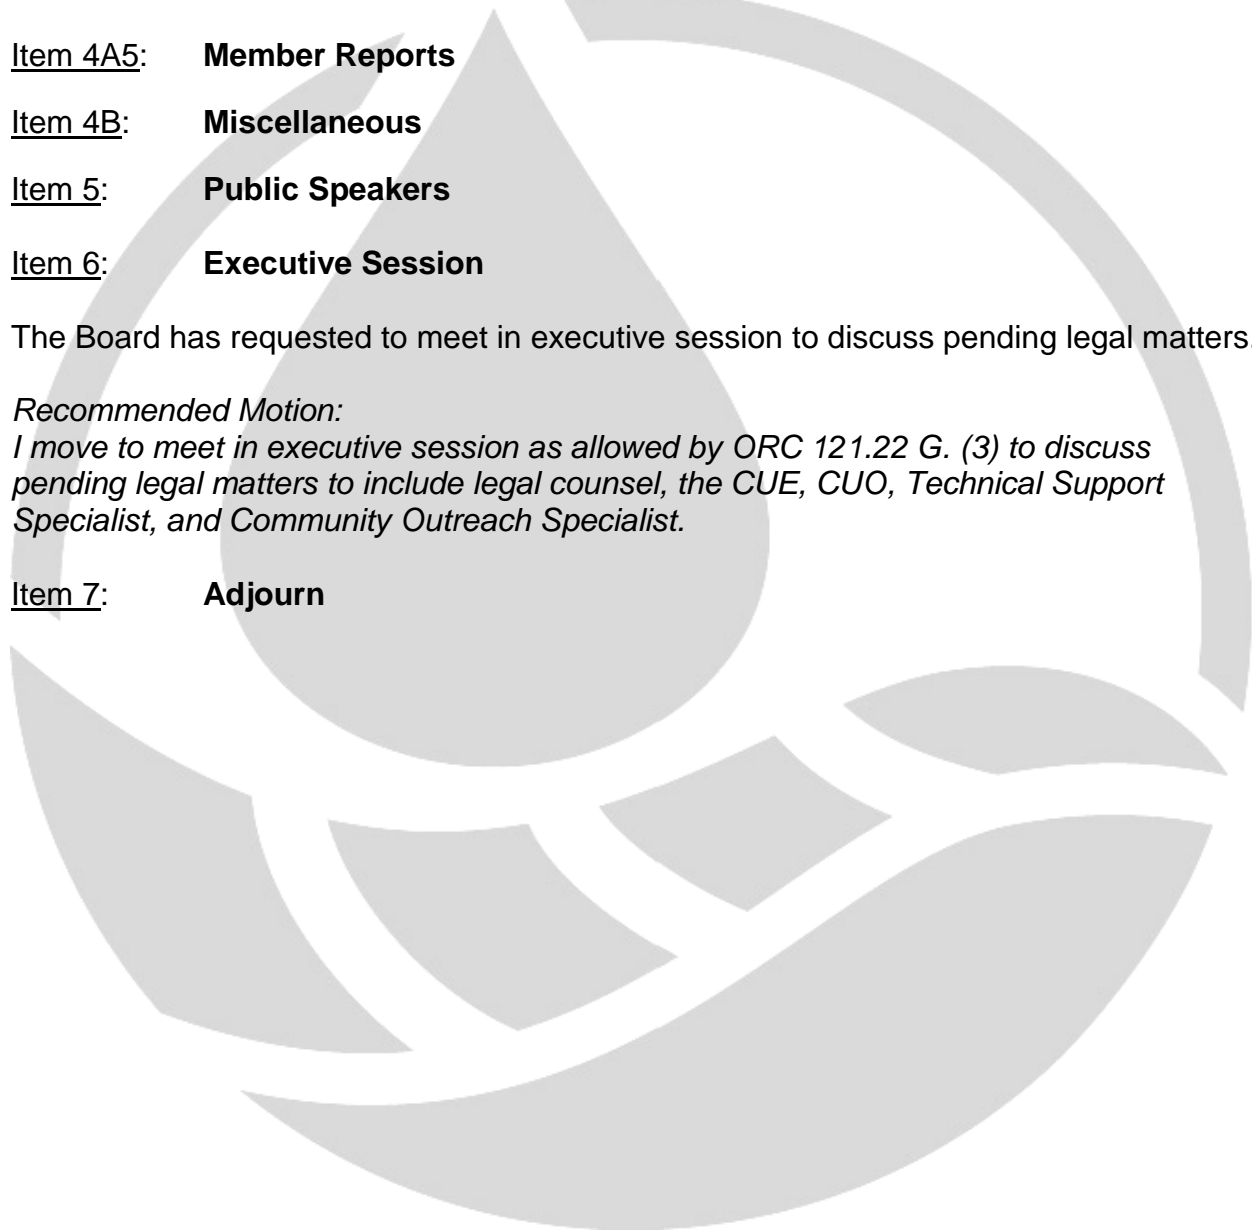 Item 4A5: Member Reports
Item 4B: Miscellaneous
Item 5: Public Speakers
Item 6: Executive Session
The Board has requested to meet in executive session to discuss pending legal matters.
Recommended Motion:
I move to meet in executive session as allowed by ORC 121.22 G. (3) to discuss
pending legal matters to include legal counsel, the CUE, CUO, Technical Support
Specialist, and Community Outreach Specialist.
Item 7: Adjourn